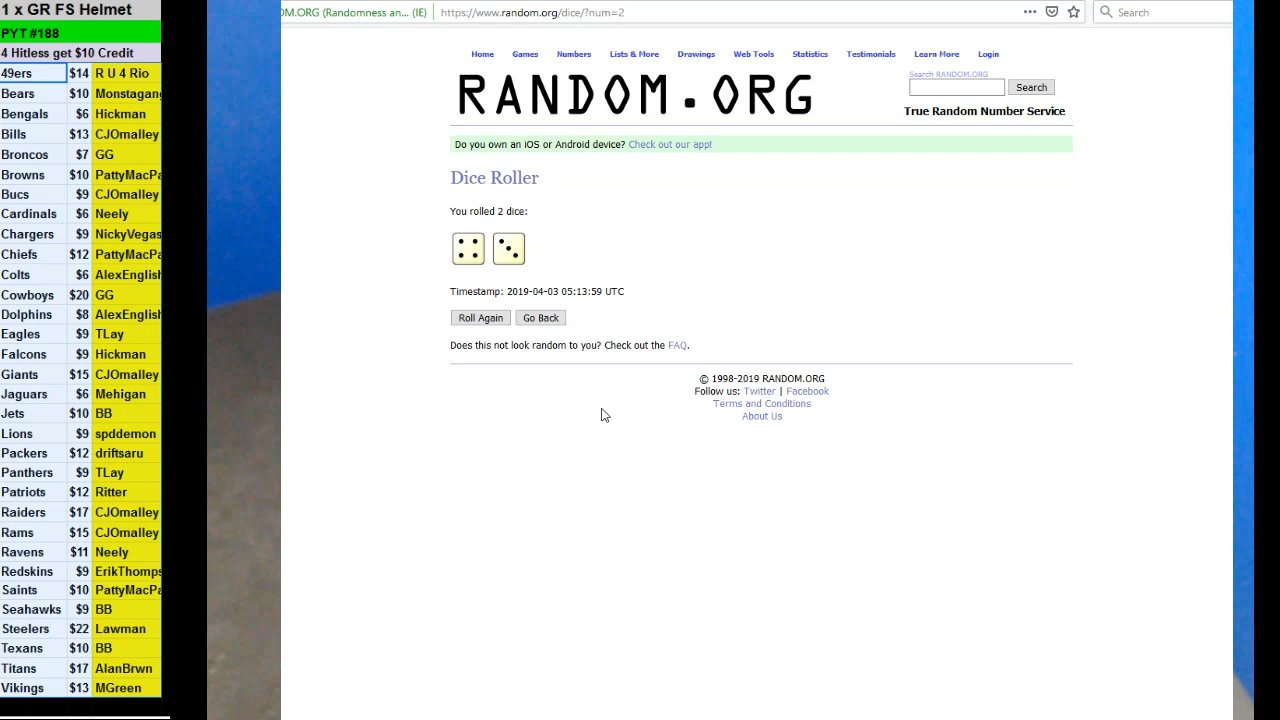 1 x GR FS Helmet
PYT #188
4 Hitless get $10 Credit
49ers $14 R U 4 Rio
Bears $10 Monstagang
Bengals $6 Hickman
Bills $13 CJOmalley
Broncos $7 GG
Browns $10 PattyMacPa
Bucs $9 CJOmalley
Cardinals $6 Neely
Chargers $9 NickyVegas
Chiefs $12 PattyMacPa
Colts $6 AlexEnglish
Cowboys $20 GG
Dolphins $8 AlexEnglish
Eagles $9 TLay
Falcons $9 Hickman
Giants $15 CJOmalley
Jaguars $6 Mehigan
Jets $10 BB
Lions $9 spddemon
Packers $12 driftsaru
Panthers $9 TLay
Patriots $12 Ritter
Raiders $17 CJOmalley
Rams $15 CJOmalley
Ravens $11 Neely
Redskins $9 ErikThomps
Saints $10 PattyMacPa
Seahawks $9 BB
Steelers $22 Lawman
Texans $10 BB
Titans $17 AlanBrwn
Vikings $13 MGreen
OM.ORG (Randomness an... (IE) https://www.random.org/dice/?num=2 ••• Search
Home Games Numbers Lists & More Drawings Web Tools Statistics Testimonials Learn More Login
RANDOM.ORG
Search RANDOM.ORG
Search
True Random Number Service
Do you own an iOS or Android device? Check out our app!
Dice Roller
You rolled 2 dice:
Timestamp: 2019-04-03 05:13:59 UTC
Roll Again Go Back
Does this not look random to you? Check out the FAQ.
© 1998-2019 RANDOM.ORG
Follow us: Twitter | Facebook
Terms and Conditions
About Us